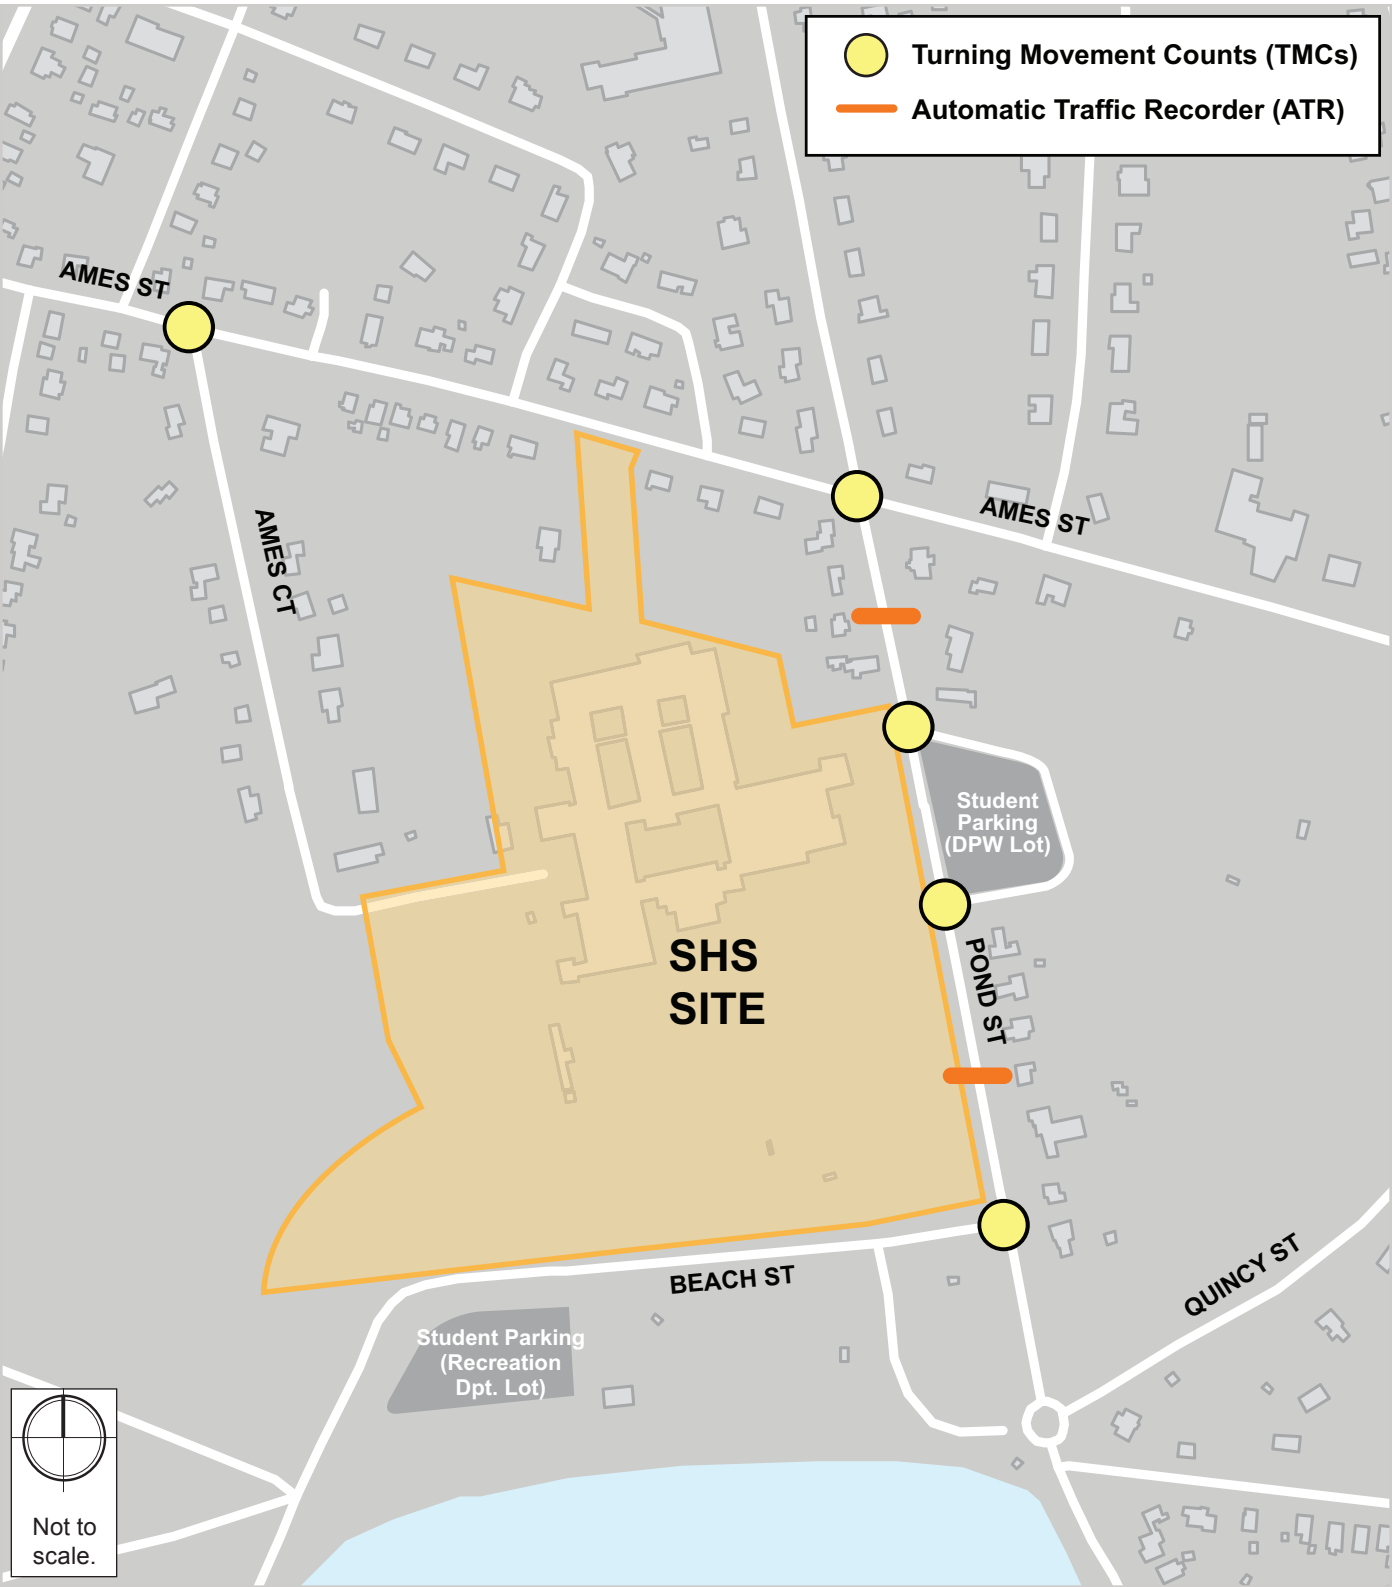 Turning Movement Counts (TMCs)
Automatic Traffic Recorder (ATR)
AMES ST
AMES ST
AMES CT
Student
Parking
(DPW Lot)
SHS
SITE
POND ST
BEACH ST
QUINCY ST
Student Parking
(Recreation
Dpt. Lot)
Not to
scale.